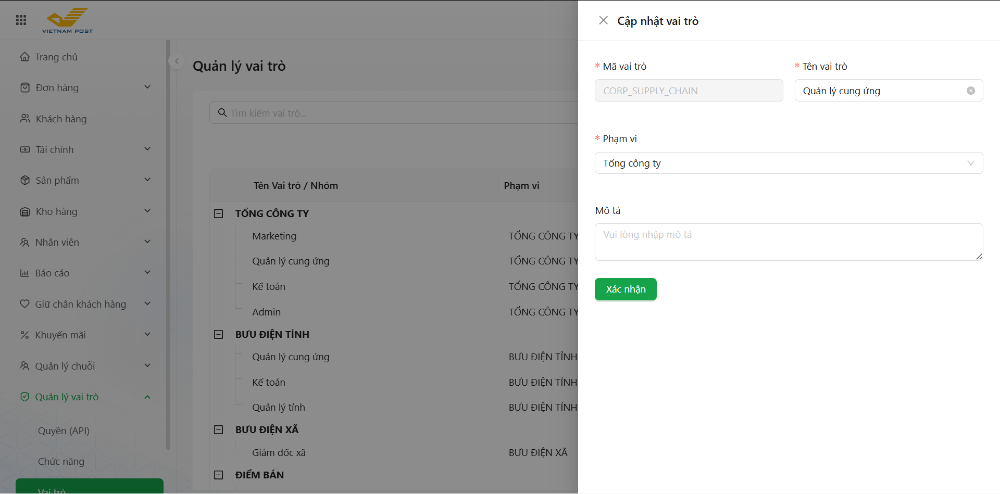 VIETNAM POST
Trang chủ
Đơn hàng
Khách hàng
Tài chính
Sản phẩm
Kho hàng
Nhân viên
Báo cáo
Giữ chân khách hàng
Khuyến mãi
Quản lý chuỗi
Quản lý vai trò
Quyền (API)
Chức năng
Vai trò
Quản lý vai trò
Tìm kiếm vai trò...
Tên Vai trò / Nhóm
Phạm vi
TỔNG CÔNG TY
Marketing
TỔNG CÔNG TY
Quản lý cung ứng
TỔNG CÔNG TY
Kế toán
TỔNG CÔNG TY
Admin
TỔNG CÔNG TY
BƯU ĐIỆN TỈNH
Quản lý cung ứng
BƯU ĐIỆN TỈNH
Kế toán
BƯU ĐIỆN TỈNH
Quản lý tỉnh
BƯU ĐIỆN TỈNH
BƯU ĐIỆN XÃ
Giám đốc xã
BƯU ĐIỆN XÃ
ĐIỂM BÁN
Cập nhật vai trò
* Mã vai trò
CORP_SUPPLY_CHAIN
* Tên vai trò
Quản lý cung ứng
* Phạm vi
Tổng công ty
Mô tả
Vui lòng nhập mô tả
Xác nhận